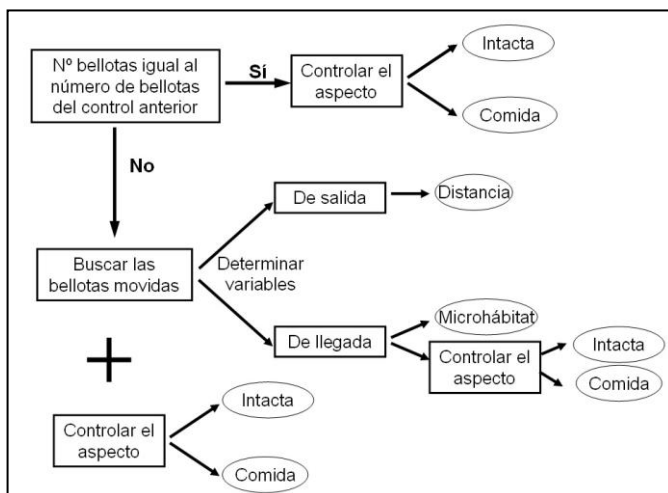 Nº bellotas igual al
número de bellotas
del control anterior
Sí
Controlar el
aspecto
Intacta
Comida
No
Buscar las
bellotas movidas
Determinar
variables
De salida
Distancia
De llegada
Microhábitat
Controlar el
aspecto
Intacta
Comida
Controlar el
aspecto
Intacta
Comida